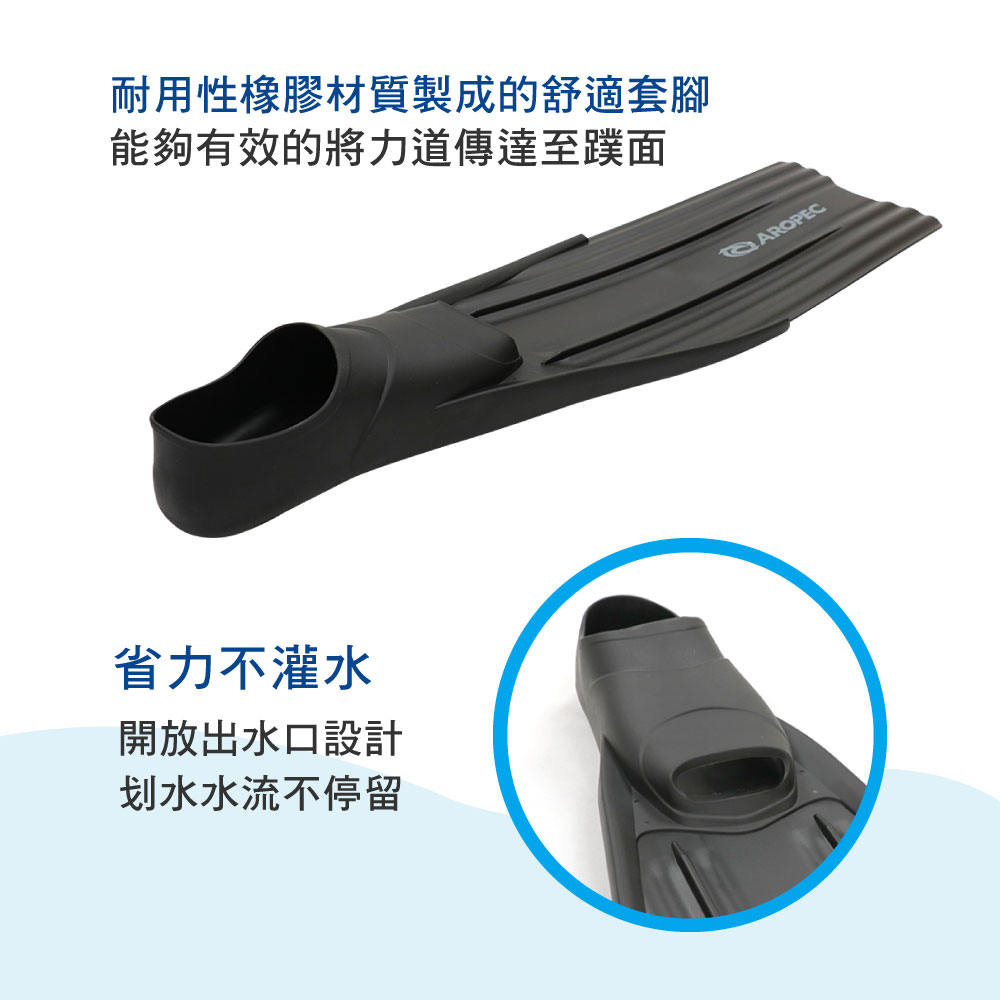 耐用性橡膠材質製成的舒適套腳
能夠有效的將力道傳達至蹼面
AROPEC
省力不灌水
開放出水口設計
划水水流不停留